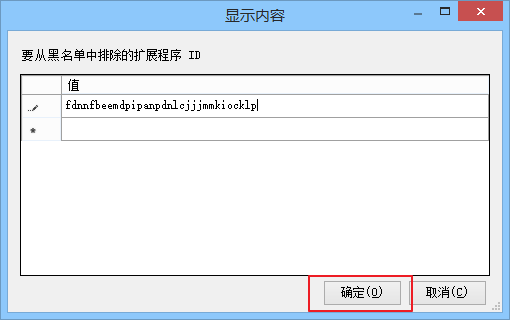 显示内容
要从黑名单中排除的扩展程序 ID
值
fdnnfbeemdpipanpdnlcjjjmmkiocklp
确定(O)
取消(C)